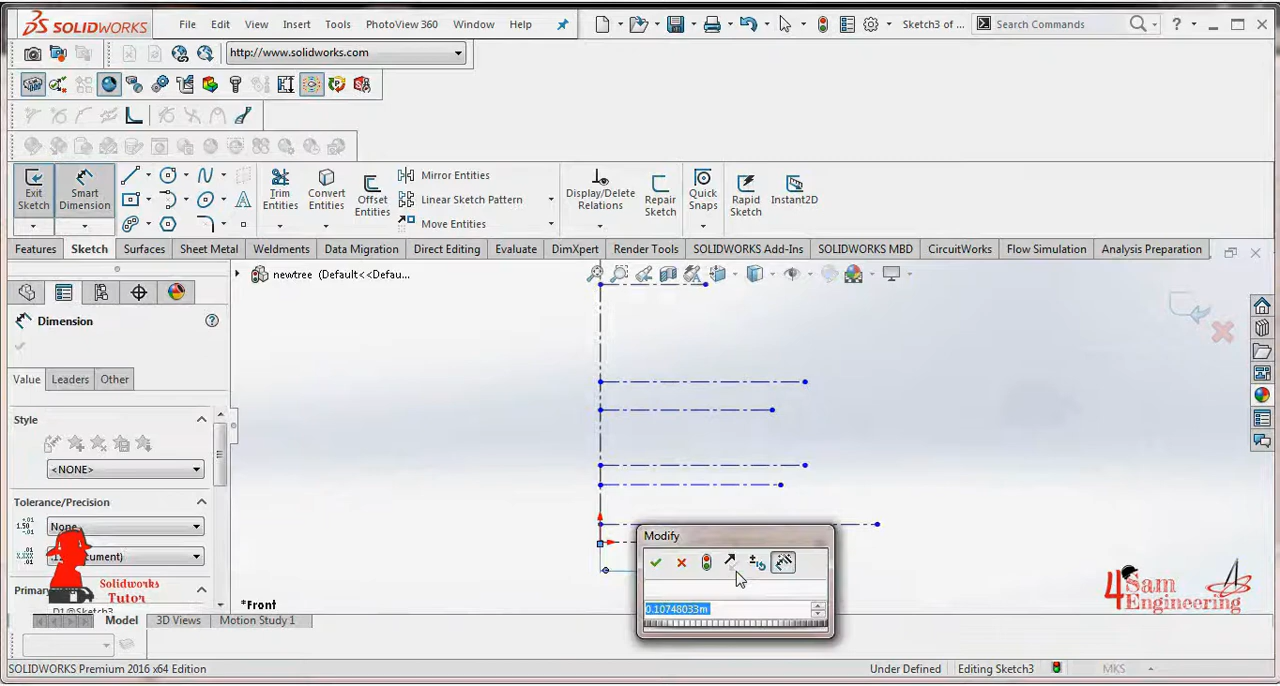 SOLIDWORKS File Edit View Insert Tools PhotoView 360 Window Help Sketch3 of ... Search Commands ?
http://www.solidworks.com
Exit Sketch
Smart Dimension
Trim Entities
Convert Entities
Offset Entities
Mirror Entities
Linear Sketch Pattern
Move Entities
Display/Delete Relations
Repair Sketch
Quick Snaps
Rapid Sketch
Instant2D
Features Sketch Surfaces Sheet Metal Weldments Data Migration Direct Editing Evaluate DimXpert Render Tools SOLIDWORKS Add-Ins SOLIDWORKS MBD CircuitWorks Flow Simulation Analysis Preparation
newtree (Default<<Defau...
Dimension
Value Leaders Other
Style
<NONE>
Tolerance/Precision
None
cument)
Solidworks
Tutor
Primar
D1@Sketch3
Modify
0.10748033m
*Front
4Sam
Engineering
Model 3D Views Motion Study 1
SOLIDWORKS Premium 2016 x64 Edition Under Defined Editing Sketch3 MKS